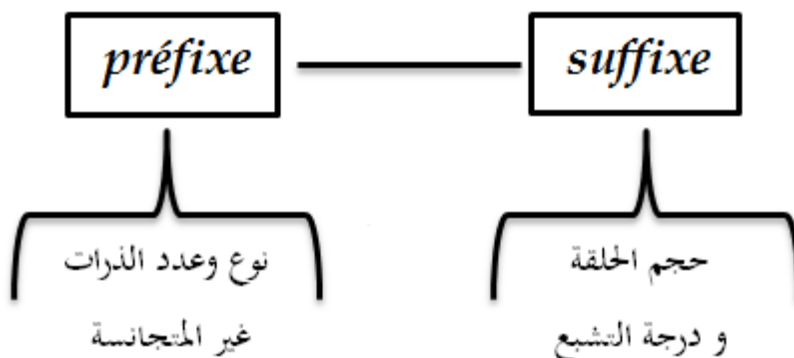 préfixe
suffixe
نوع وعدد الذرات
غير المتجانسة
حجم الحلقة
و درجة التشبع